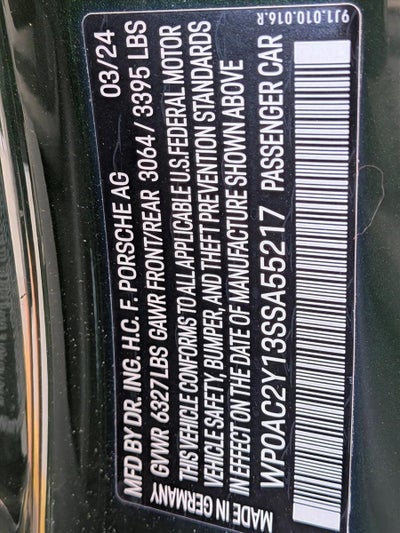 MFD BY DR. ING. H.C. F. PORSCHE AG 03/24
GVWR 6327 LBS GAWR FRONT/REAR 3064 / 3395 LBS
THIS VEHICLE CONFORMS TO ALL APPLICABLE U.S. FEDERAL MOTOR
VEHICLE SAFETY, BUMPER, AND THEFT PREVENTION STANDARDS
IN EFFECT ON THE DATE OF MANUFACTURE SHOWN ABOVE
WP0AC2Y13SSA55217 PASSENGER CAR
MADE IN GERMANY
9J1.010.016.R